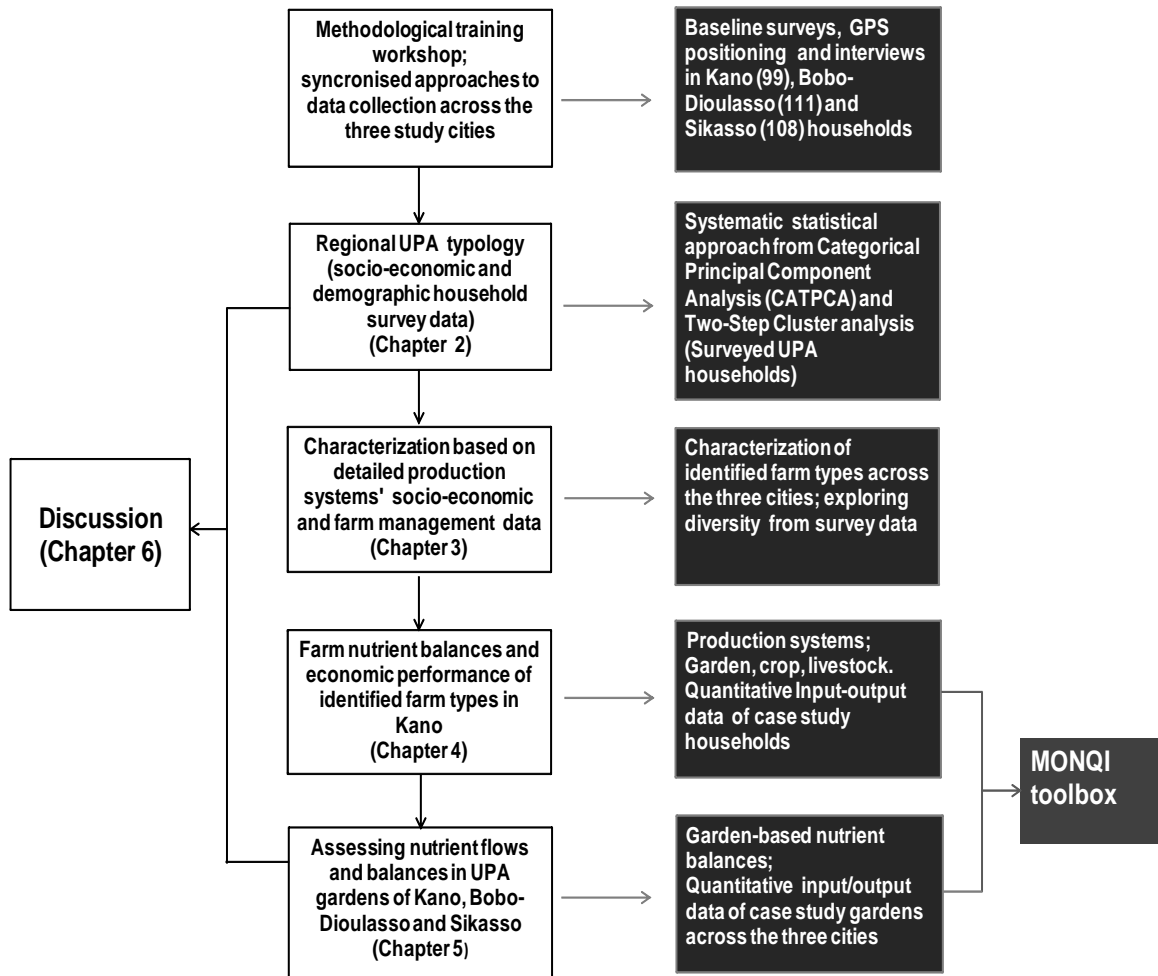 Methodological training
workshop;
syncronised approaches to
data collection across the
three study cities
Baseline surveys, GPS
positioning and interviews
in Kano (99), Bobo-
Dioulasso (111) and
Sikasso (108) households
Regional UPA typology
(socio-economic and
demographic household
survey data)
(Chapter 2)
Systematic statistical
approach from Categorical
Principal Component
Analysis (CATPCA) and
Two-Step Cluster analysis
(Surveyed UPA
households)
Characterization based on
detailed production
systems' socio-economic
and farm management data
(Chapter 3)
Characterization of
identified farm types across
the three cities; exploring
diversity from survey data
Discussion
(Chapter 6)
Farm nutrient balances and
economic performance of
identified farm types in
Kano
(Chapter 4)
Production systems;
Garden, crop, livestock.
Quantitative Input-output
data of case study
households
MONQI
toolbox
Assessing nutrient flows
and balances in UPA
gardens of Kano, Bobo-
Dioulasso and Sikasso
(Chapter 5)
Garden-based nutrient
balances;
Quantitative input/output
data of case study gardens
across the three cities